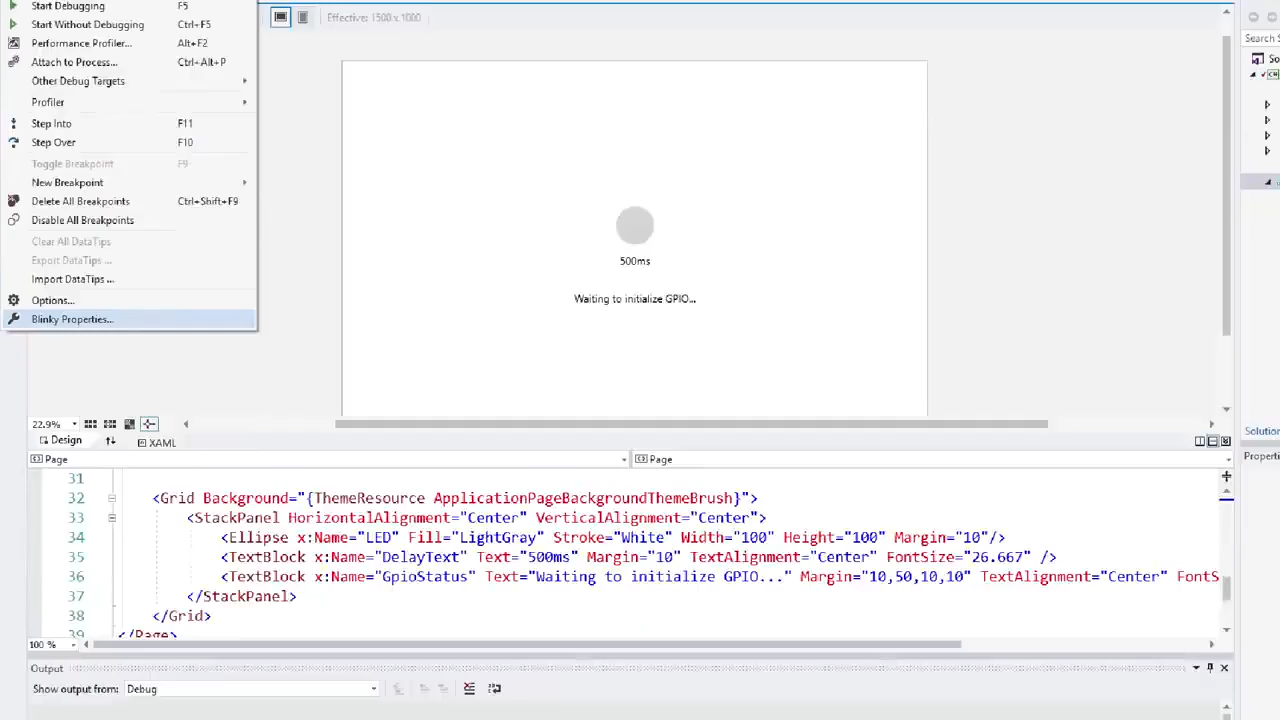 Start Debugging F5
Effective: 1500 x 1000
Start Without Debugging Ctrl+F5
Performance Profiler... Alt+F2
Attach to Process... Ctrl+Alt+P
Other Debug Targets
Profiler
Step Into F11
Step Over F10
Toggle Breakpoint F9
New Breakpoint
Delete All Breakpoints Ctrl+Shift+F9
Disable All Breakpoints
Clear All DataTips
Export DataTips ...
Import DataTips ...
Options...
Blinky Properties...
500ms
Waiting to initialize GPIO...
Search S
So
C#
22.9%
Design XAML
Solution
Page Page
Properti
31
32 <Grid Background="{ThemeResource ApplicationPageBackgroundThemeBrush}">
33 <StackPanel HorizontalAlignment="Center" VerticalAlignment="Center">
34 <Ellipse x:Name="LED" Fill="LightGray" Stroke="White" Width="100" Height="100" Margin="10"/>
35 <TextBlock x:Name="DelayText" Text="500ms" Margin="10" TextAlignment="Center" FontSize="26.667" />
36 <TextBlock x:Name="GpioStatus" Text="Waiting to initialize GPIO..." Margin="10,50,10,10" TextAlignment="Center" FontS
37 </StackPanel>
38 </Grid>
39 </Page>
100 %
Output
Show output from: Debug